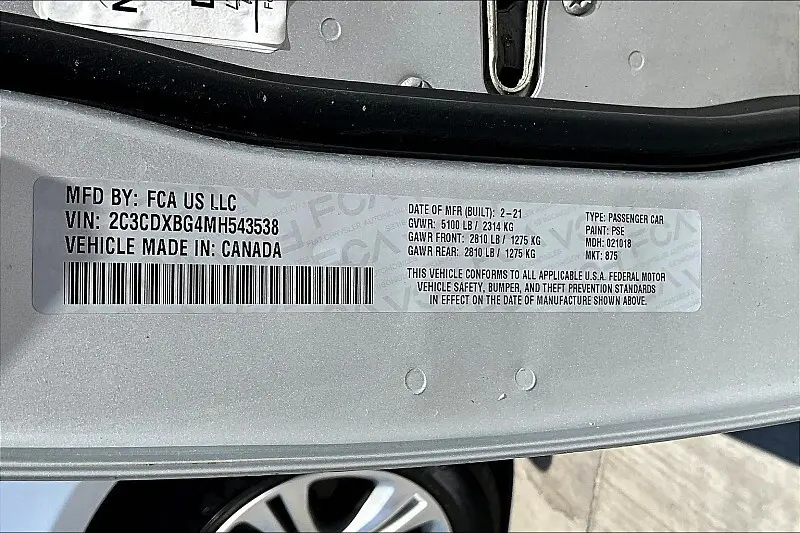 MFD BY: FCA US LLC
VIN: 2C3CDXBG4MH543538
VEHICLE MADE IN: CANADA
DATE OF MFR (BUILT): 2-21
GVWR: 5100 LB / 2314 KG
GAWR FRONT: 2810 LB / 1275 KG
GAWR REAR: 2810 LB / 1275 KG
TYPE: PASSENGER CAR
PAINT: PSE
MDH: 021018
MKT: 875
THIS VEHICLE CONFORMS TO ALL APPLICABLE U.S.A. FEDERAL MOTOR
VEHICLE SAFETY, BUMPER, AND THEFT PREVENTION STANDARDS
IN EFFECT ON THE DATE OF MANUFACTURE SHOWN ABOVE.